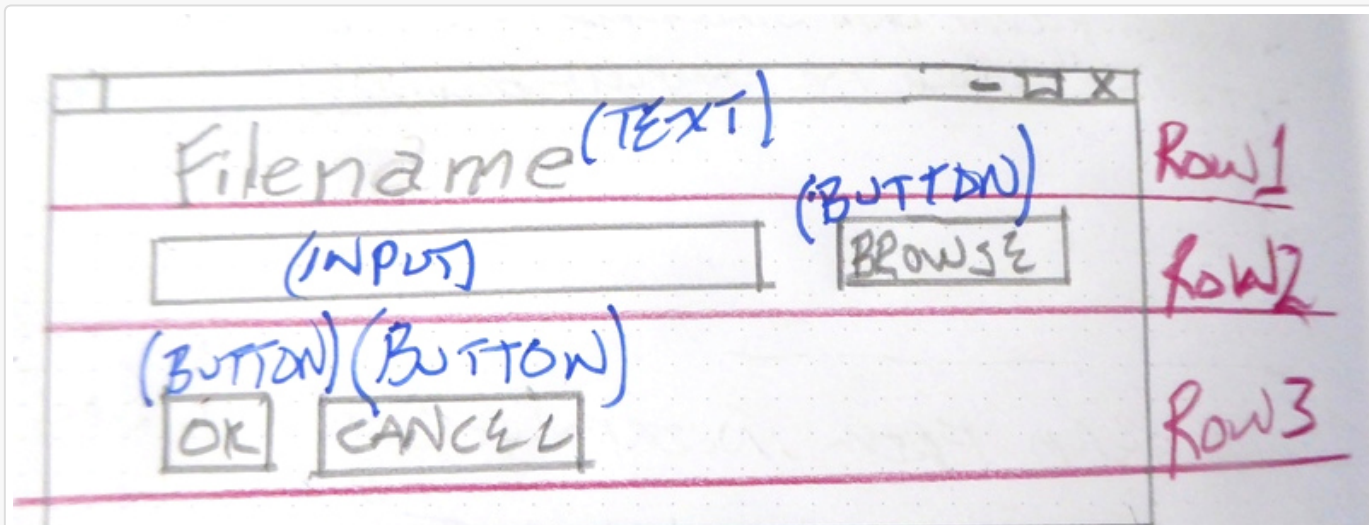 Filename (TEXT)
Row1
(BUTTON)
(INPUT) BROWSE
Row2
(BUTTON) (BUTTON)
OK CANCEL
Row3